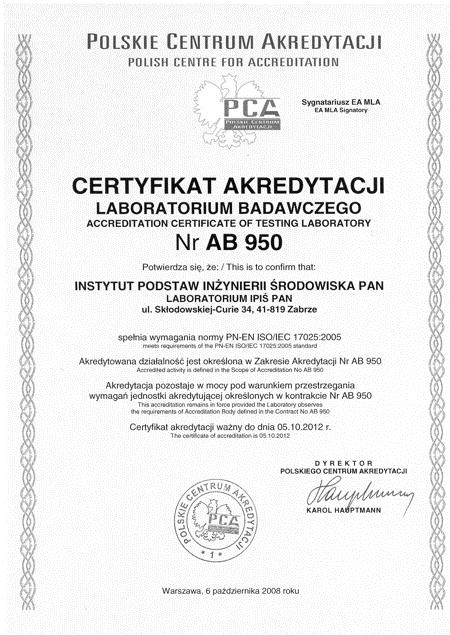 POLSKIE CENTRUM AKREDYTACJI
POLISH CENTRE FOR ACCREDITATION
PCA
POLSKIE CENTRUM
AKREDYTACJI
Sygnatariusz EA MLA
EA MLA Signatory
CERTYFIKAT AKREDYTACJI
LABORATORIUM BADAWCZEGO
ACCREDITATION CERTIFICATE OF TESTING LABORATORY
Nr AB 950
Potwierdza się, że: / This is to confirm that:
INSTYTUT PODSTAW INŻYNIERII ŚRODOWISKA PAN
LABORATORIUM IPIŚ PAN
ul. Skłodowskiej-Curie 34, 41-819 Zabrze
spełnia wymagania normy PN-EN ISO/IEC 17025:2005
meets requirements of the PN-EN ISO/IEC 17025:2005 standard
Akredytowana działalność jest określona w Zakresie Akredytacji Nr AB 950
Accredited activity is defined in the Scope of Accreditation No AB 950
Akredytacja pozostaje w mocy pod warunkiem przestrzegania
wymagań jednostki akredytującej określonych w kontrakcie Nr AB 950
This accreditation remains in force provided the Laboratory observes
the requirements of Accreditation Body defined in the Contract No AB 950
Certyfikat akredytacji ważny do dnia 05.10.2012 r.
The certificate of accreditation is 05.10.2012
DYREKTOR
POLSKIEGO CENTRUM AKREDYTACJI
KAROL HAUPTMANN
POLSKIE CENTRUM AKREDYTACJI
PCA
* 1 *
Warszawa, 6 października 2008 roku